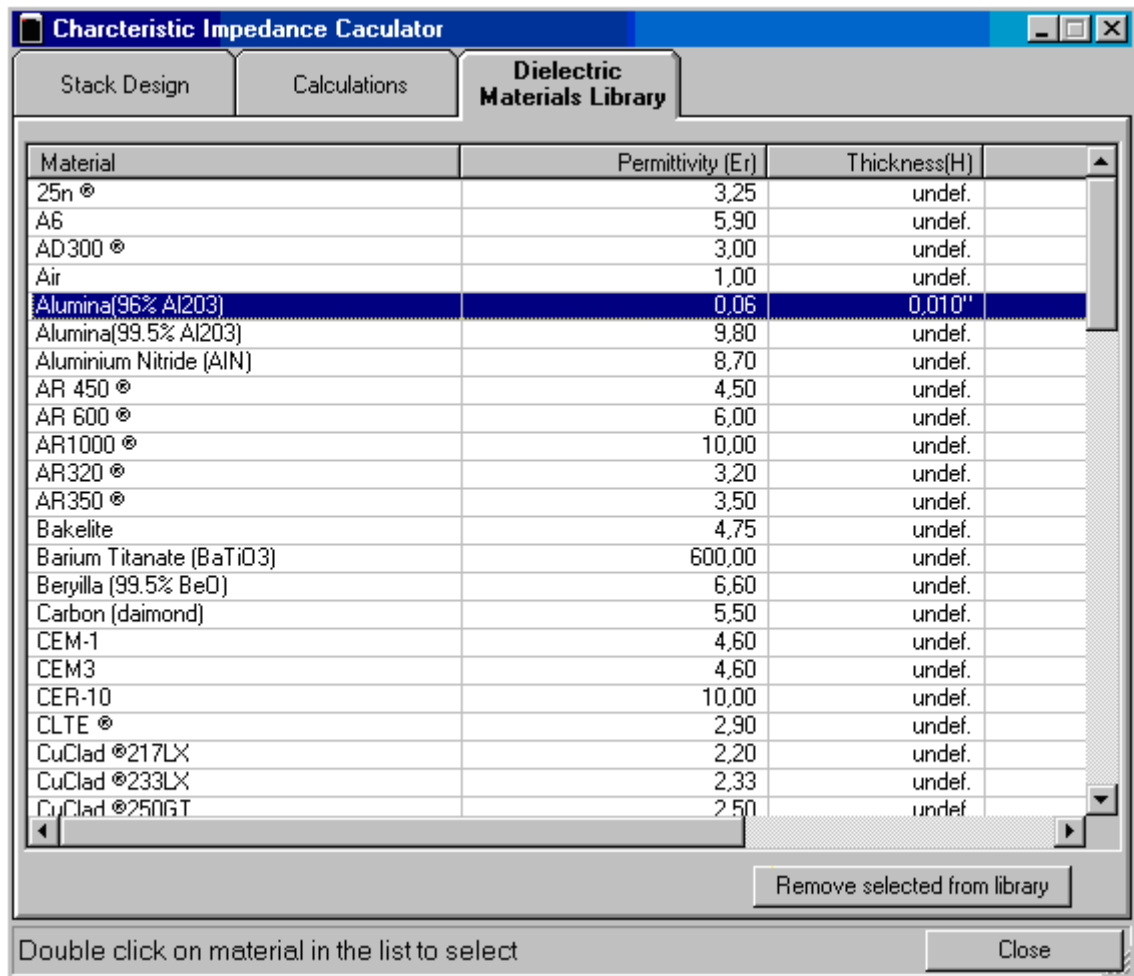 Charcteristic Impedance Caculator
Stack Design
Calculations
Dielectric
Materials Library
Material Permittivity (Er) Thickness(H)
25n ® 3,25 undef.
A6 5,90 undef.
AD300 ® 3,00 undef.
Air 1,00 undef.
Alumina(96% Al203) 0,06 0,010"
Alumina(99.5% Al203) 9,80 undef.
Aluminium Nitride (AlN) 8,70 undef.
AR 450 ® 4,50 undef.
AR 600 ® 6,00 undef.
AR1000 ® 10,00 undef.
AR320 ® 3,20 undef.
AR350 ® 3,50 undef.
Bakelite 4,75 undef.
Barium Titanate (BaTiO3) 600,00 undef.
Beryilla (99.5% BeO) 6,60 undef.
Carbon (daimond) 5,50 undef.
CEM-1 4,60 undef.
CEM3 4,60 undef.
CER-10 10,00 undef.
CLTE ® 2,90 undef.
CuClad ®217LX 2,20 undef.
CuClad ®233LX 2,33 undef.
CuClad ®250GT 2,50 undef.
Remove selected from library
Double click on material in the list to select
Close